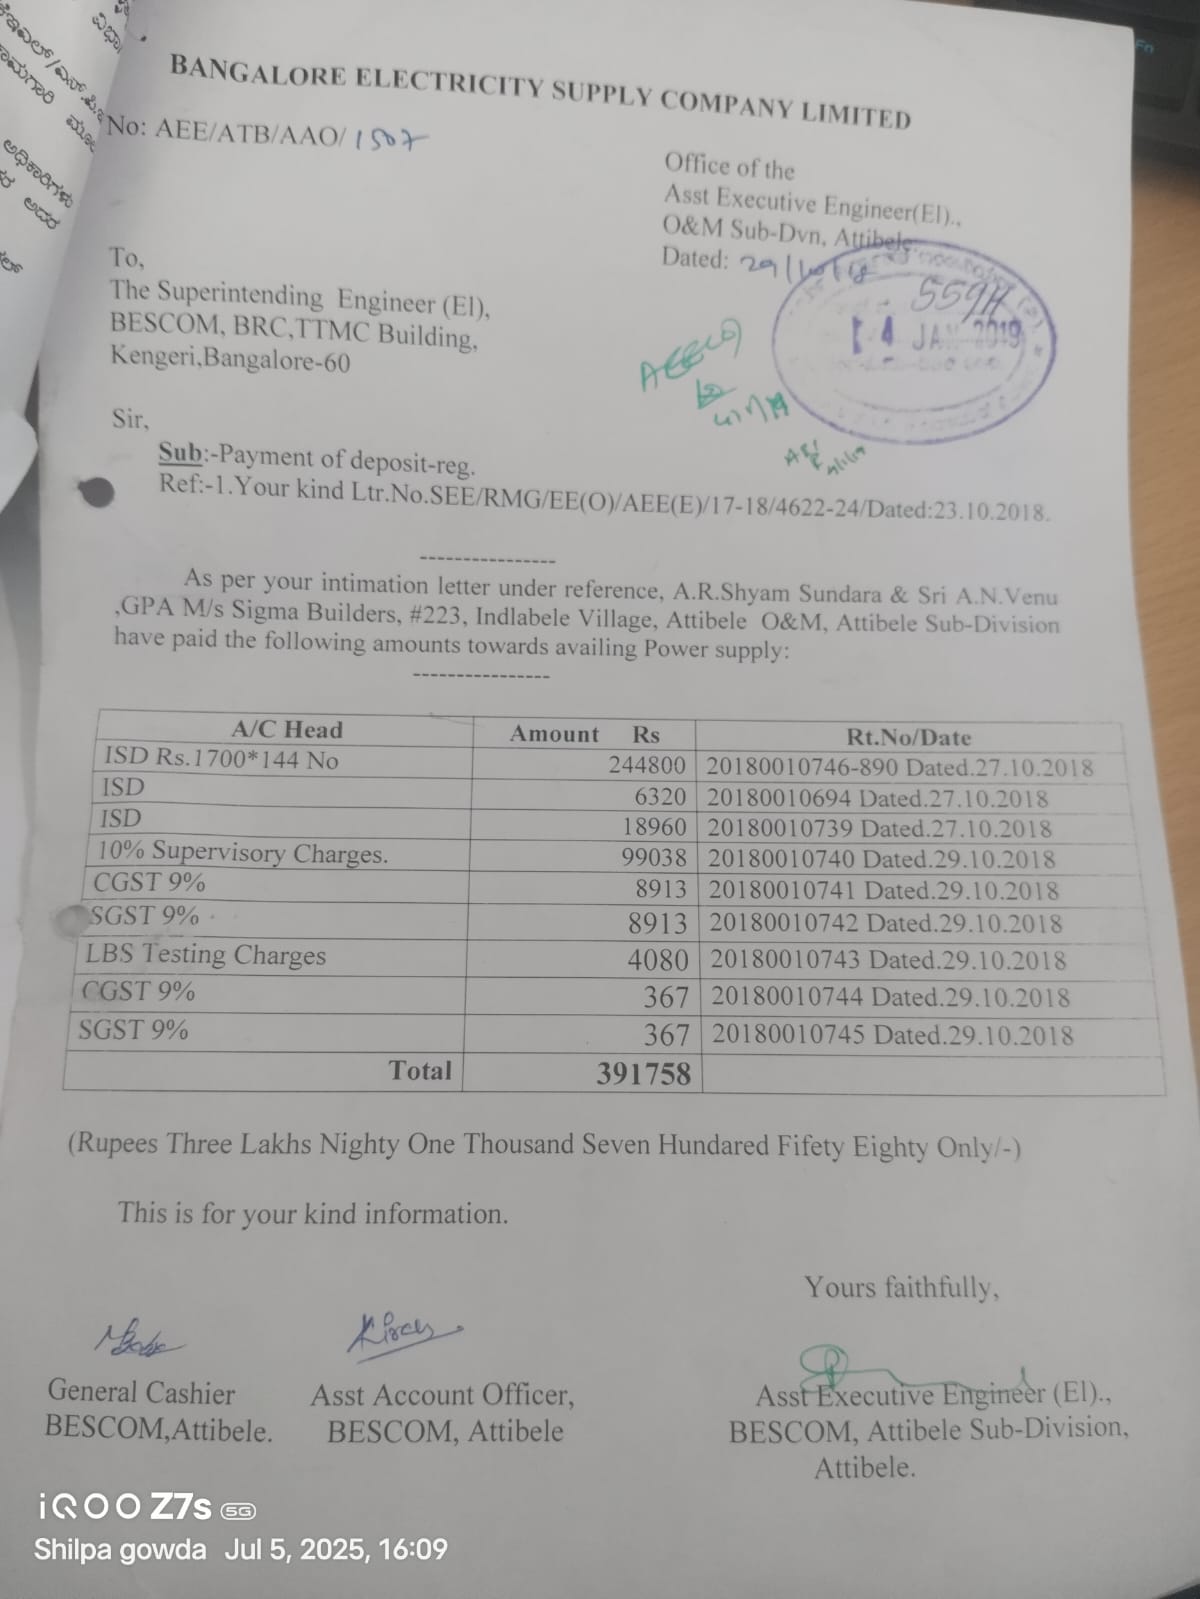 BANGALORE ELECTRICITY SUPPLY COMPANY LIMITED
No: AEE/ATB/AAO/ 1507
Office of the
Asst Executive Engineer(El).,
O&M Sub-Dvn, Attibele.
Dated: 29/10/18
5594
14 JAN 2019
To,
The Superintending Engineer (El),
BESCOM, BRC,TTMC Building,
Kengeri,Bangalore-60
Sir,
Sub:-Payment of deposit-reg.
Ref:-1.Your kind Ltr.No.SEE/RMG/EE(O)/AEE(E)/17-18/4622-24/Dated:23.10.2018.
----------------
As per your intimation letter under reference, A.R.Shyam Sundara & Sri A.N.Venu
,GPA M/s Sigma Builders, #223, Indlabele Village, Attibele O&M, Attibele Sub-Division
have paid the following amounts towards availing Power supply:
----------------
A/C Head Amount Rs Rt.No/Date
ISD Rs.1700*144 No 244800 20180010746-890 Dated.27.10.2018
ISD 6320 20180010694 Dated.27.10.2018
ISD 18960 20180010739 Dated.27.10.2018
10% Supervisory Charges. 99038 20180010740 Dated.29.10.2018
CGST 9% 8913 20180010741 Dated.29.10.2018
SGST 9% 8913 20180010742 Dated.29.10.2018
LBS Testing Charges 4080 20180010743 Dated.29.10.2018
CGST 9% 367 20180010744 Dated.29.10.2018
SGST 9% 367 20180010745 Dated.29.10.2018
Total 391758
(Rupees Three Lakhs Nighty One Thousand Seven Hundared Fifety Eighty Only/-)
This is for your kind information.
Yours faithfully,
General Cashier
BESCOM,Attibele.
Asst Account Officer,
BESCOM, Attibele
Asst Executive Engineer (El).,
BESCOM, Attibele Sub-Division,
Attibele.
iQOO Z7s 5G
Shilpa gowda Jul 5, 2025, 16:09